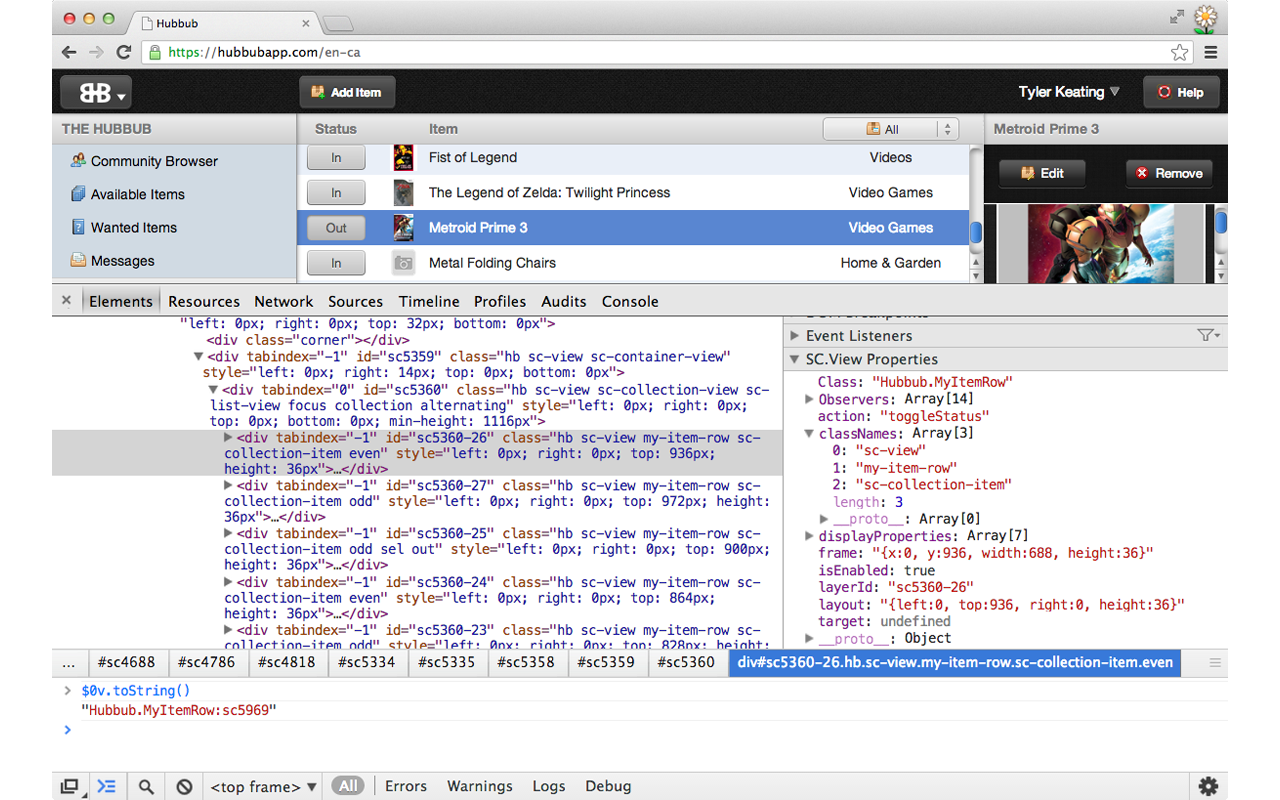 Hubbub
https://hubbubapp.com/en-ca
Add Item
Tyler Keating
Help
THE HUBBUB
Community Browser
Available Items
Wanted Items
Messages
Status Item All
In Fist of Legend Videos
In The Legend of Zelda: Twilight Princess Video Games
Out Metroid Prime 3 Video Games
In Metal Folding Chairs Home & Garden
Metroid Prime 3
Edit Remove
Elements Resources Network Sources Timeline Profiles Audits Console
"left: 0px; right: 0px; top: 32px; bottom: 0px">
<div class="corner"></div>
▼<div tabindex="-1" id="sc5359" class="hb sc-view sc-container-view"
style="left: 0px; right: 14px; top: 0px; bottom: 0px">
▼<div tabindex="0" id="sc5360" class="hb sc-view sc-collection-view sc-
list-view focus collection alternating" style="left: 0px; right: 0px;
top: 0px; bottom: 0px; min-height: 1116px">
▶<div tabindex="-1" id="sc5360-26" class="hb sc-view my-item-row sc-
collection-item even" style="left: 0px; right: 0px; top: 936px;
height: 36px">…</div>
▶<div tabindex="-1" id="sc5360-27" class="hb sc-view my-item-row sc-
collection-item odd" style="left: 0px; right: 0px; top: 972px; height:
36px">…</div>
▶<div tabindex="-1" id="sc5360-25" class="hb sc-view my-item-row sc-
collection-item odd sel out" style="left: 0px; right: 0px; top: 900px;
height: 36px">…</div>
▶<div tabindex="-1" id="sc5360-24" class="hb sc-view my-item-row sc-
collection-item even" style="left: 0px; right: 0px; top: 864px;
height: 36px">…</div>
▶<div tabindex="-1" id="sc5360-23" class="hb sc-view my-item-row sc-
collection-item odd" style="left: 0px; right: 0px; top: 828px; height:
▶ Event Listeners
▼ SC.View Properties
Class: "Hubbub.MyItemRow"
▶ Observers: Array[14]
action: "toggleStatus"
▼ classNames: Array[3]
0: "sc-view"
1: "my-item-row"
2: "sc-collection-item"
length: 3
▶ __proto__: Array[0]
▶ displayProperties: Array[7]
frame: "{x:0, y:936, width:688, height:36}"
isEnabled: true
layerId: "sc5360-26"
layout: "{left:0, top:936, right:0, height:36}"
target: undefined
▶ __proto__: Object
... #sc4688 #sc4786 #sc4818 #sc5334 #sc5335 #sc5358 #sc5359 #sc5360 div#sc5360-26.hb.sc-view.my-item-row.sc-collection-item.even
> $0v.toString()
"Hubbub.MyItemRow:sc5969"
>
<top frame> ▼ All Errors Warnings Logs Debug